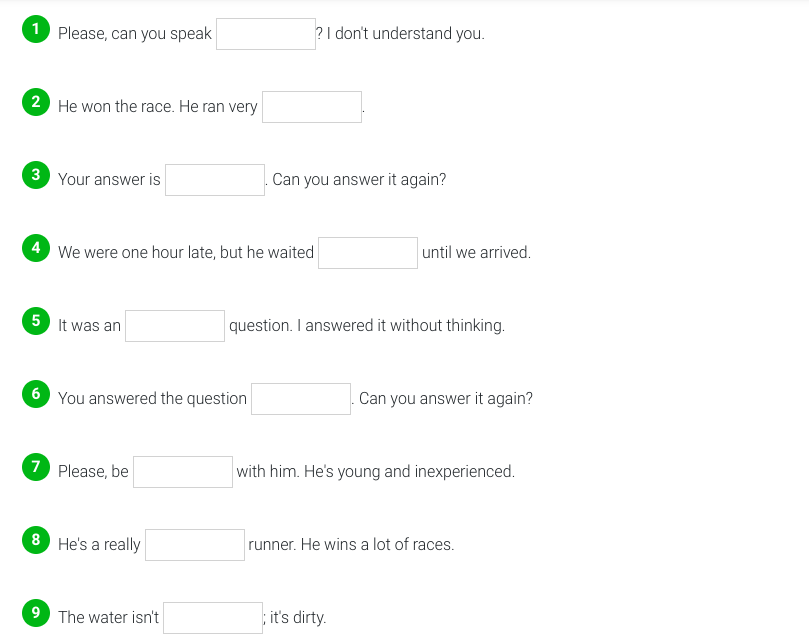 1 Please, can you speak ? I don't understand you.
2 He won the race. He ran very .
3 Your answer is . Can you answer it again?
4 We were one hour late, but he waited until we arrived.
5 It was an question. I answered it without thinking.
6 You answered the question . Can you answer it again?
7 Please, be with him. He's young and inexperienced.
8 He's a really runner. He wins a lot of races.
9 The water isn't ; it's dirty.